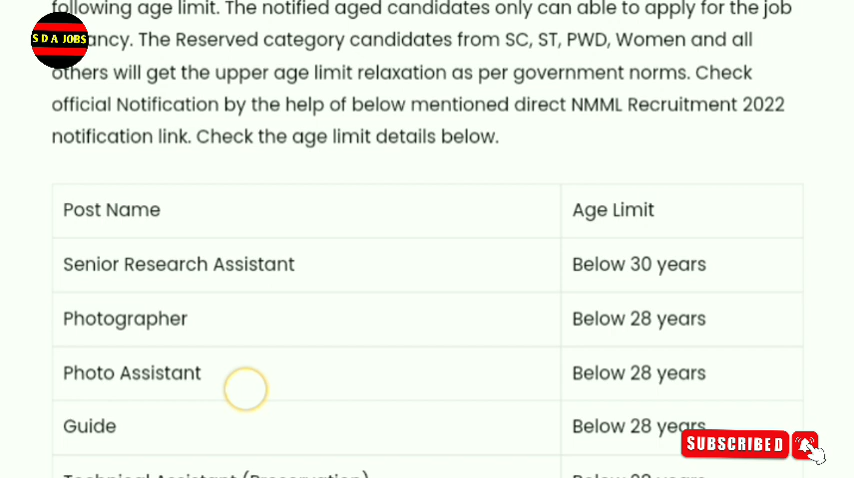 following age limit. The notified aged candidates only can able to apply for the job
S D A JOBS
ancy. The Reserved category candidates from SC, ST, PWD, Women and all
others will get the upper age limit relaxation as per government norms. Check
official Notification by the help of below mentioned direct NMML Recruitment 2022
notification link. Check the age limit details below.
Post Name Age Limit
Senior Research Assistant Below 30 years
Photographer Below 28 years
Photo Assistant Below 28 years
Guide Below 28 years
SUBSCRIBED
Technical Assistant (Preservation) Below